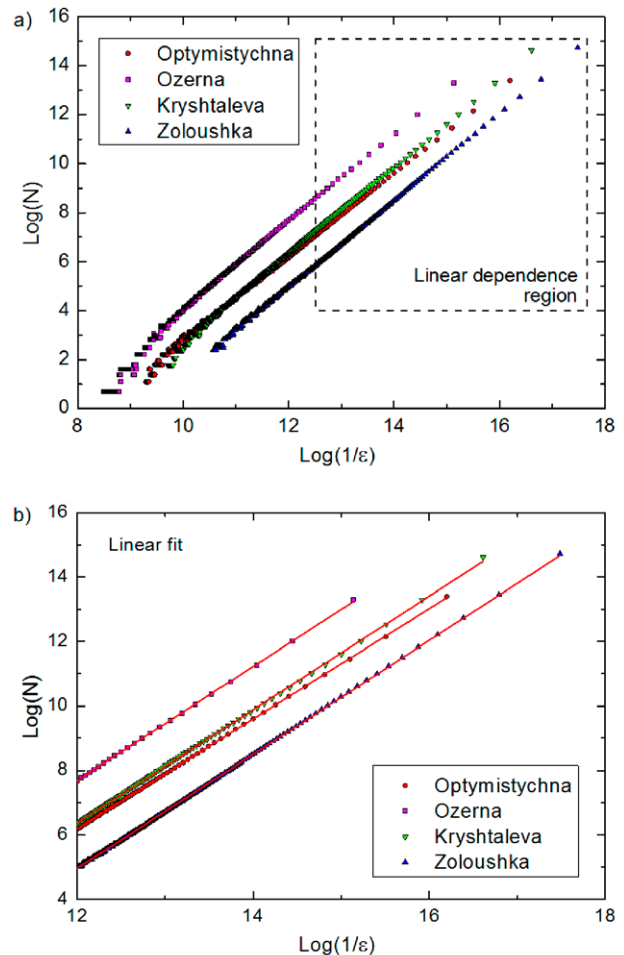 a)
16
14
12
10
8
6
4
2
0
Log(N)
Optymistychna
Ozerna
Kryshtaleva
Zoloushka
Linear dependence
region
8
10
12
14
16
18
Log(1/ε)
b)
Linear fit
16
14
12
10
8
6
4
Log(N)
Optymistychna
Ozerna
Kryshtaleva
Zoloushka
12
14
16
18
Log(1/ε)